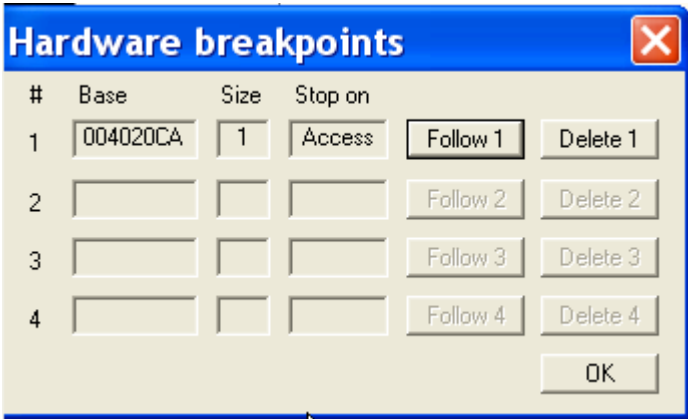 Hardware breakpoints
# Base Size Stop on
1 004020CA 1 Access Follow 1 Delete 1
2 Follow 2 Delete 2
3 Follow 3 Delete 3
4 Follow 4 Delete 4
OK